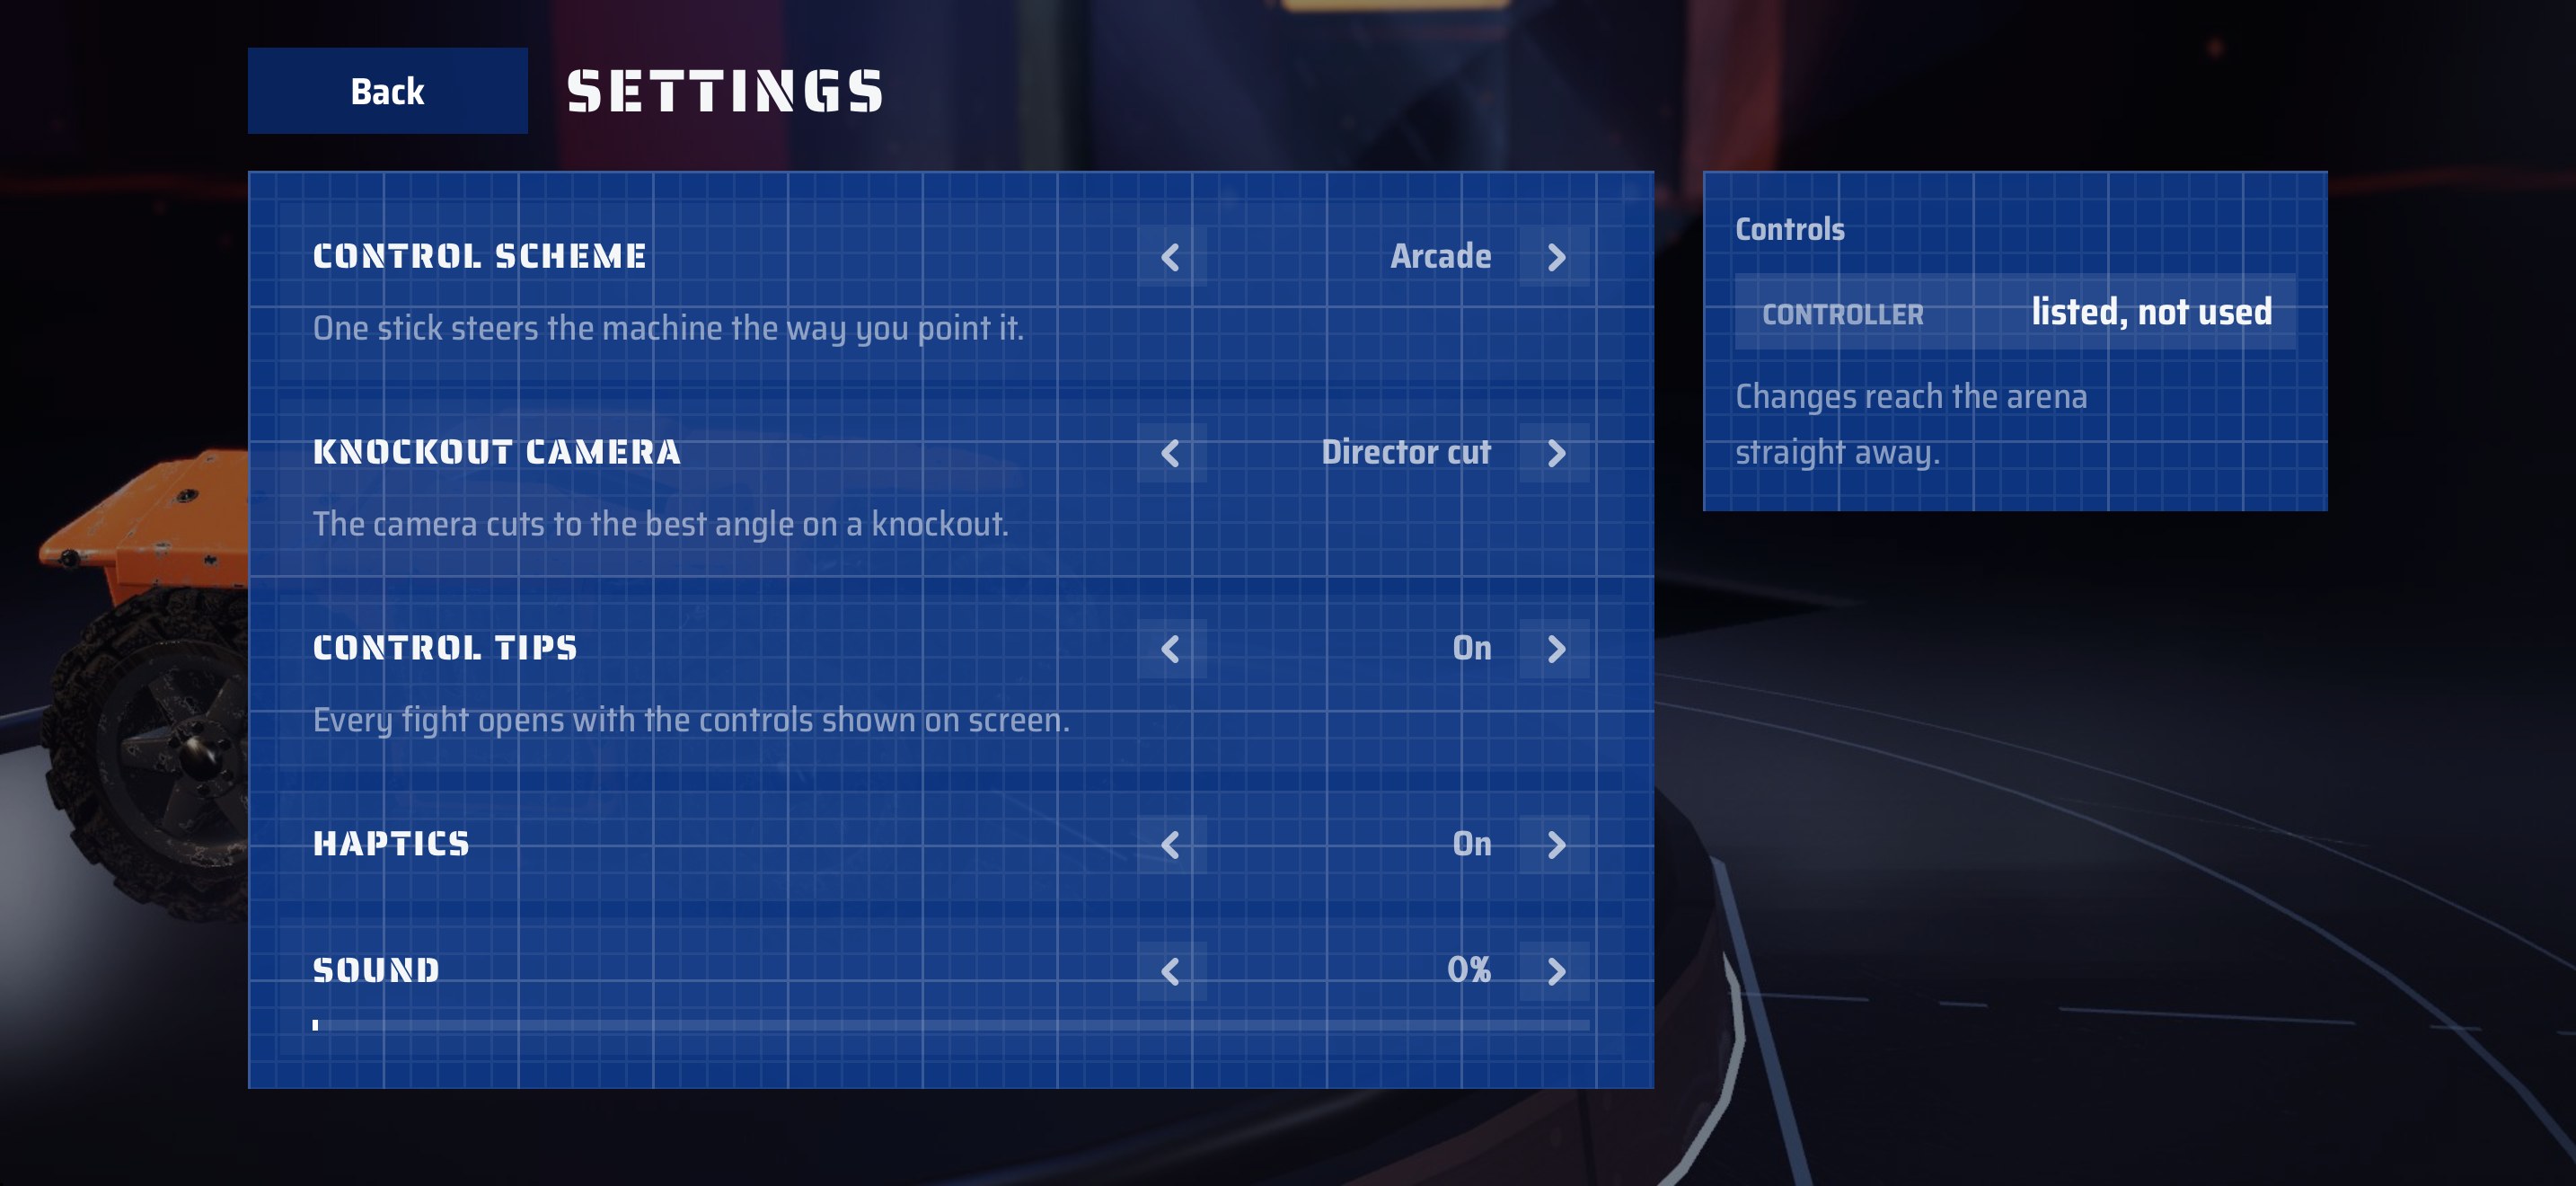 Back
SETTINGS
CONTROL SCHEME
Arcade
One stick steers the machine the way you point it.
KNOCKOUT CAMERA
Director cut
The camera cuts to the best angle on a knockout.
CONTROL TIPS
On
Every fight opens with the controls shown on screen.
HAPTICS
On
SOUND
0%
Controls
CONTROLLER
listed, not used
Changes reach the arena
straight away.